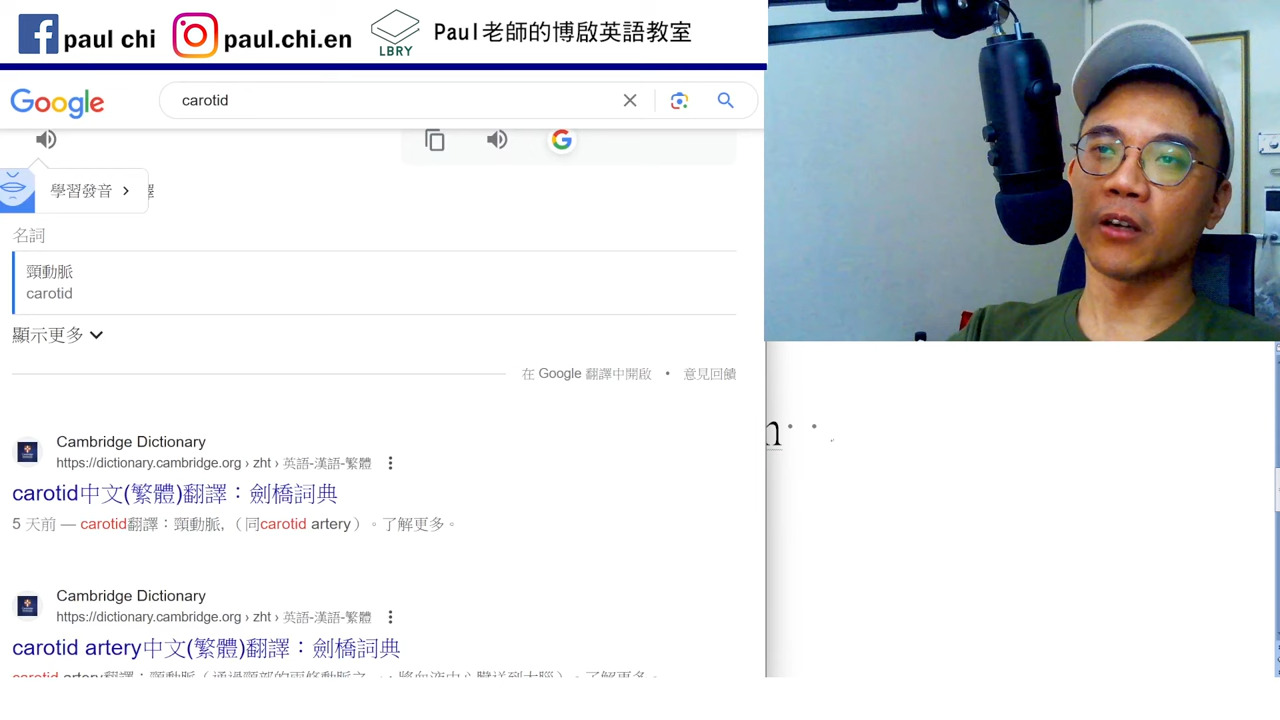 paul chi
paul.chi.en
LBRY
Paul老師的博啟英語教室
Google
carotid
學習發音
名詞
頸動脈
carotid
顯示更多
在 Google 翻譯中開啟 • 意見回饋
Cambridge Dictionary
https://dictionary.cambridge.org › zht › 英語-漢語-繁體
carotid中文(繁體)翻譯：劍橋詞典
5 天前 — carotid翻譯：頸動脈,（同carotid artery）。了解更多。
Cambridge Dictionary
https://dictionary.cambridge.org › zht › 英語-漢語-繁體
carotid artery中文(繁體)翻譯：劍橋詞典